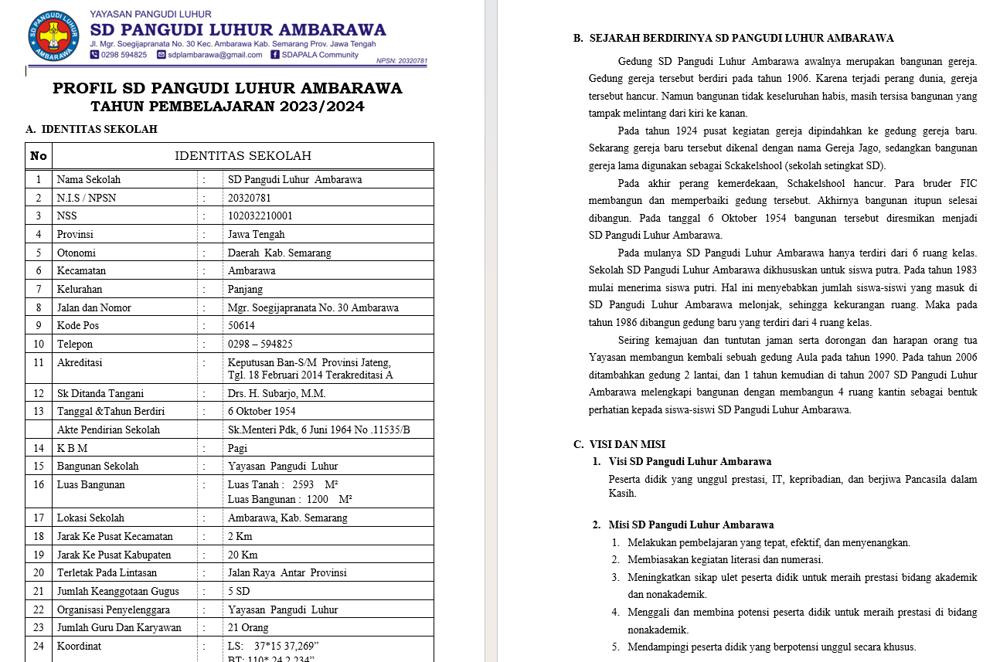 YAYASAN PANGUDI LUHUR
SD PANGUDI LUHUR AMBARAWA
Jl. Mgr. Soegijapranata No. 30 Kec. Ambarawa Kab. Semarang Prov. Jawa Tengah
0298 594825 sdplambarawa@gmail.com SDAPALA Community
NPSN: 20320781
SD PANGUDI LUHUR
AMBARAWA
PROFIL SD PANGUDI LUHUR AMBARAWA
TAHUN PEMBELAJARAN 2023/2024
A. IDENTITAS SEKOLAH
No IDENTITAS SEKOLAH
1 Nama Sekolah : SD Pangudi Luhur Ambarawa
2 N.I.S / NPSN : 20320781
3 NSS : 102032210001
4 Provinsi : Jawa Tengah
5 Otonomi : Daerah Kab. Semarang
6 Kecamatan : Ambarawa
7 Kelurahan : Panjang
8 Jalan dan Nomor : Mgr. Soegijapranata No. 30 Ambarawa
9 Kode Pos : 50614
10 Telepon : 0298 – 594825
11 Akreditasi : Keputusan Ban-S/M Provinsi Jateng,
Tgl. 18 Februari 2014 Terakreditasi A
12 Sk Ditanda Tangani : Drs. H. Subarjo, M.M.
13 Tanggal &Tahun Berdiri : 6 Oktober 1954
Akte Pendirian Sekolah Sk.Menteri Pdk, 6 Juni 1964 No .11535/B
14 K B M : Pagi
15 Bangunan Sekolah : Yayasan Pangudi Luhur
16 Luas Bangunan : Luas Tanah : 2593 M²
Luas Bangunan : 1200 M²
17 Lokasi Sekolah : Ambarawa, Kab. Semarang
18 Jarak Ke Pusat Kecamatan : 2 Km
19 Jarak Ke Pusat Kabupaten : 20 Km
20 Terletak Pada Lintasan : Jalan Raya Antar Provinsi
21 Jumlah Keanggotaan Gugus : 5 SD
22 Organisasi Penyelenggara : Yayasan Pangudi Luhur
23 Jumlah Guru Dan Karyawan : 21 Orang
24 Koordinat : LS: 37*15 37,269”
BT: 110* 24 2,234”
B. SEJARAH BERDIRINYA SD PANGUDI LUHUR AMBARAWA
Gedung SD Pangudi Luhur Ambarawa awalnya merupakan bangunan gereja.
Gedung gereja tersebut berdiri pada tahun 1906. Karena terjadi perang dunia, gereja
tersebut hancur. Namun bangunan tidak keseluruhan habis, masih tersisa bangunan yang
tampak melintang dari kiri ke kanan.
Pada tahun 1924 pusat kegiatan gereja dipindahkan ke gedung gereja baru.
Sekarang gereja baru tersebut dikenal dengan nama Gereja Jago, sedangkan bangunan
gereja lama digunakan sebagai Sckakelshool (sekolah setingkat SD).
Pada akhir perang kemerdekaan, Schakelshool hancur. Para bruder FIC
membangun dan memperbaiki gedung tersebut. Akhirnya bangunan itupun selesai
dibangun. Pada tanggal 6 Oktober 1954 bangunan tersebut diresmikan menjadi
SD Pangudi Luhur Ambarawa.
Pada mulanya SD Pangudi Luhur Ambarawa hanya terdiri dari 6 ruang kelas.
Sekolah SD Pangudi Luhur Ambarawa dikhususkan untuk siswa putra. Pada tahun 1983
mulai menerima siswa putri. Hal ini menyebabkan jumlah siswa-siswi yang masuk di
SD Pangudi Luhur Ambarawa melonjak, sehingga kekurangan ruang. Maka pada
tahun 1986 dibangun gedung baru yang terdiri dari 4 ruang kelas.
Seiring kemajuan dan tuntutan jaman serta dorongan dan harapan orang tua
Yayasan membangun kembali sebuah gedung Aula pada tahun 1990. Pada tahun 2006
ditambahkan gedung 2 lantai, dan 1 tahun kemudian di tahun 2007 SD Pangudi Luhur
Ambarawa melengkapi bangunan dengan membangun 4 ruang kantin sebagai bentuk
perhatian kepada siswa-siswi SD Pangudi Luhur Ambarawa.
C. VISI DAN MISI
1. Visi SD Pangudi Luhur Ambarawa
Peserta didik yang unggul prestasi, IT, kepribadian, dan berjiwa Pancasila dalam
Kasih.
2. Misi SD Pangudi Luhur Ambarawa
1. Melakukan pembelajaran yang tepat, efektif, dan menyenangkan.
2. Membiasakan kegiatan literasi dan numerasi.
3. Meningkatkan sikap ulet peserta didik untuk meraih prestasi bidang akademik
dan nonakademik.
4. Menggali dan membina potensi peserta didik untuk meraih prestasi di bidang
nonakademik.
5. Mendampingi peserta didik yang berpotensi unggul secara khusus.